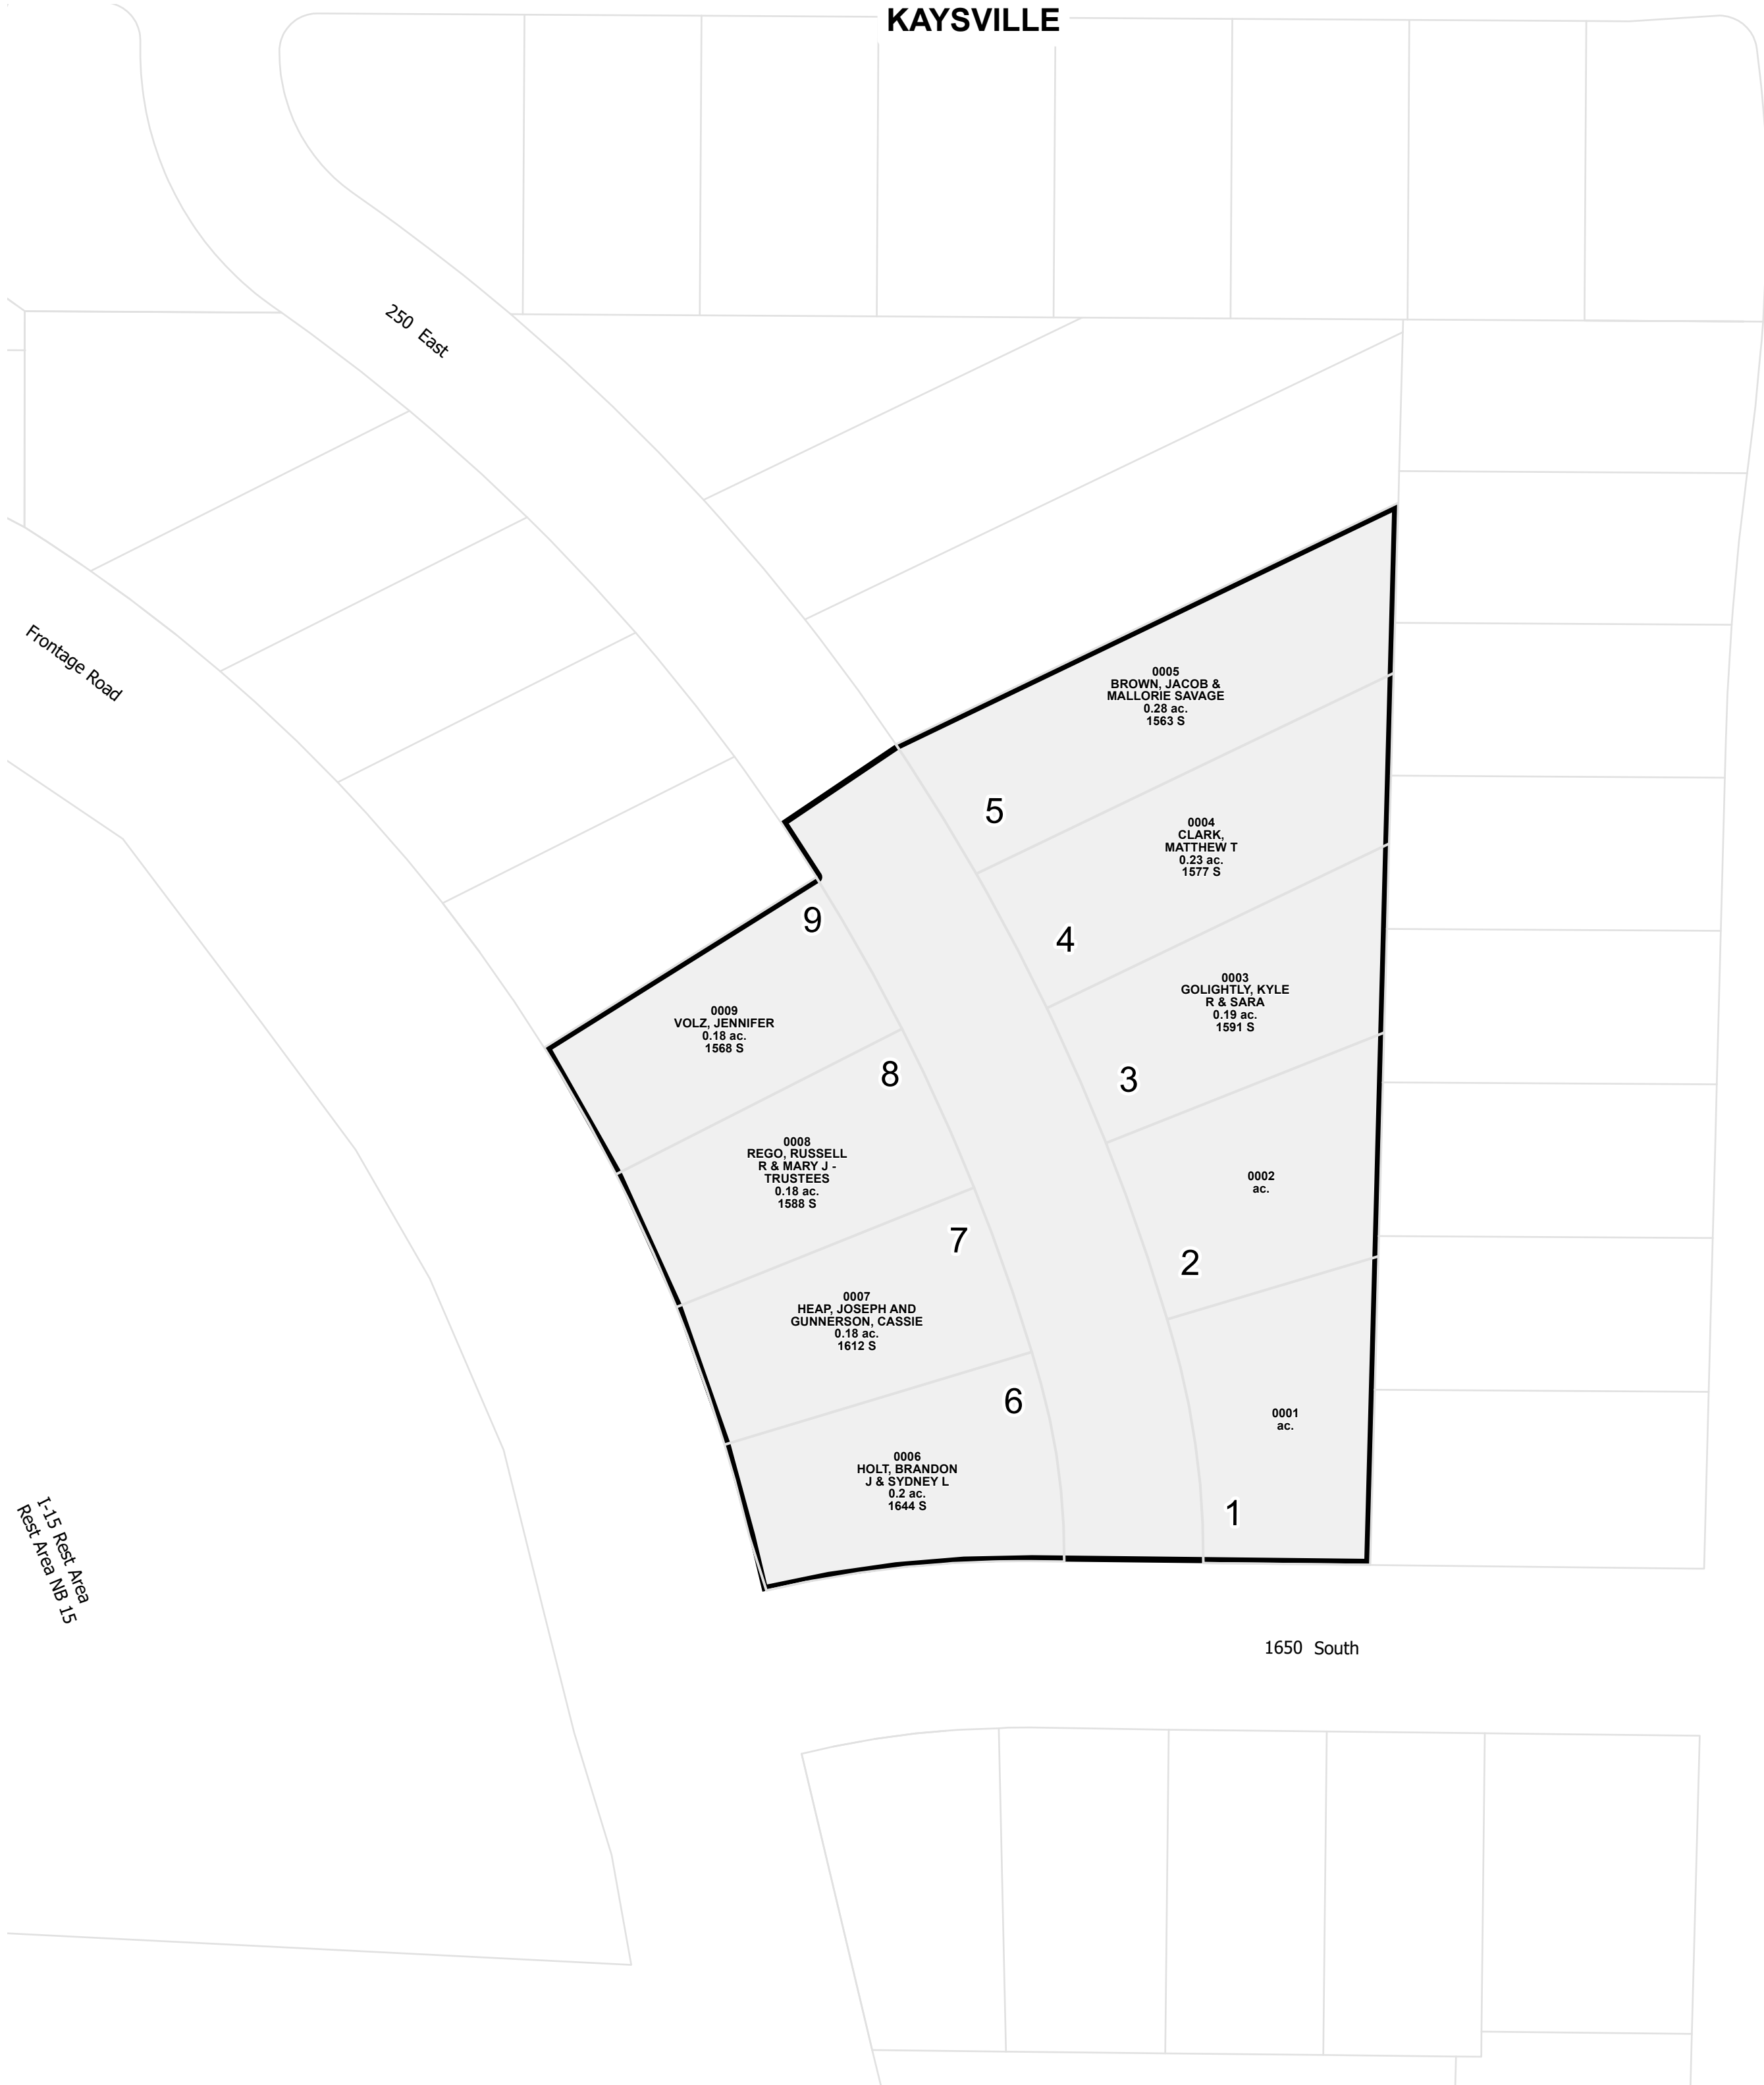 KAYSVILLE
250 East
Frontage Road
0005
BROWN, JACOB &
MALLORIE SAVAGE
0.28 ac.
1563 S
5
0004
CLARK,
MATTHEW T
0.23 ac.
1577 S
4
9
0003
GOLIGHTLY, KYLE
R & SARA
0.19 ac.
1591 S
3
0009
VOLZ, JENNIFER
0.18 ac.
1568 S
8
0008
REGO, RUSSELL
R & MARY J -
TRUSTEES
0.18 ac.
1588 S
0002
ac.
2
7
0007
HEAP, JOSEPH AND
GUNNERSON, CASSIE
0.18 ac.
1612 S
6
0001
ac.
1
0006
HOLT, BRANDON
J & SYDNEY L
0.2 ac.
1644 S
I-15 Rest Area
Rest Area NB 15
1650 South